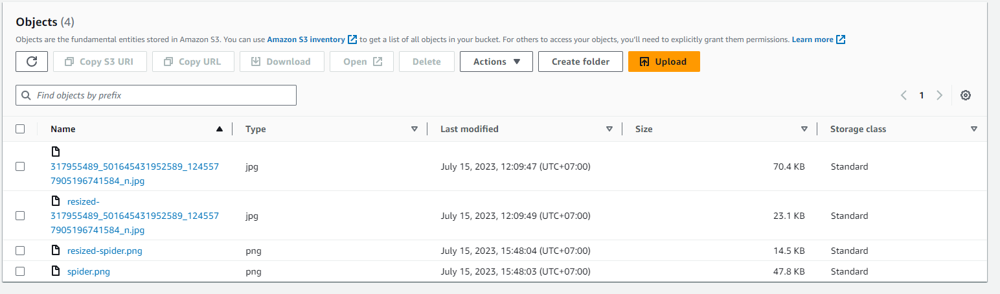 Objects (4)
Objects are the fundamental entities stored in Amazon S3. You can use Amazon S3 inventory to get a list of all objects in your bucket. For others to access your objects, you'll need to explicitly grant them permissions. Learn more
Copy S3 URI Copy URL Download Open Delete Actions Create folder Upload
Find objects by prefix 1
Name Type Last modified Size Storage class
317955489_501645431952589_124557
7905196741584_n.jpg jpg July 15, 2023, 12:09:47 (UTC+07:00) 70.4 KB Standard
resized-
317955489_501645431952589_124557 jpg July 15, 2023, 12:09:49 (UTC+07:00) 23.1 KB Standard
7905196741584_n.jpg
resized-spider.png png July 15, 2023, 15:48:04 (UTC+07:00) 14.5 KB Standard
spider.png png July 15, 2023, 15:48:03 (UTC+07:00) 47.8 KB Standard